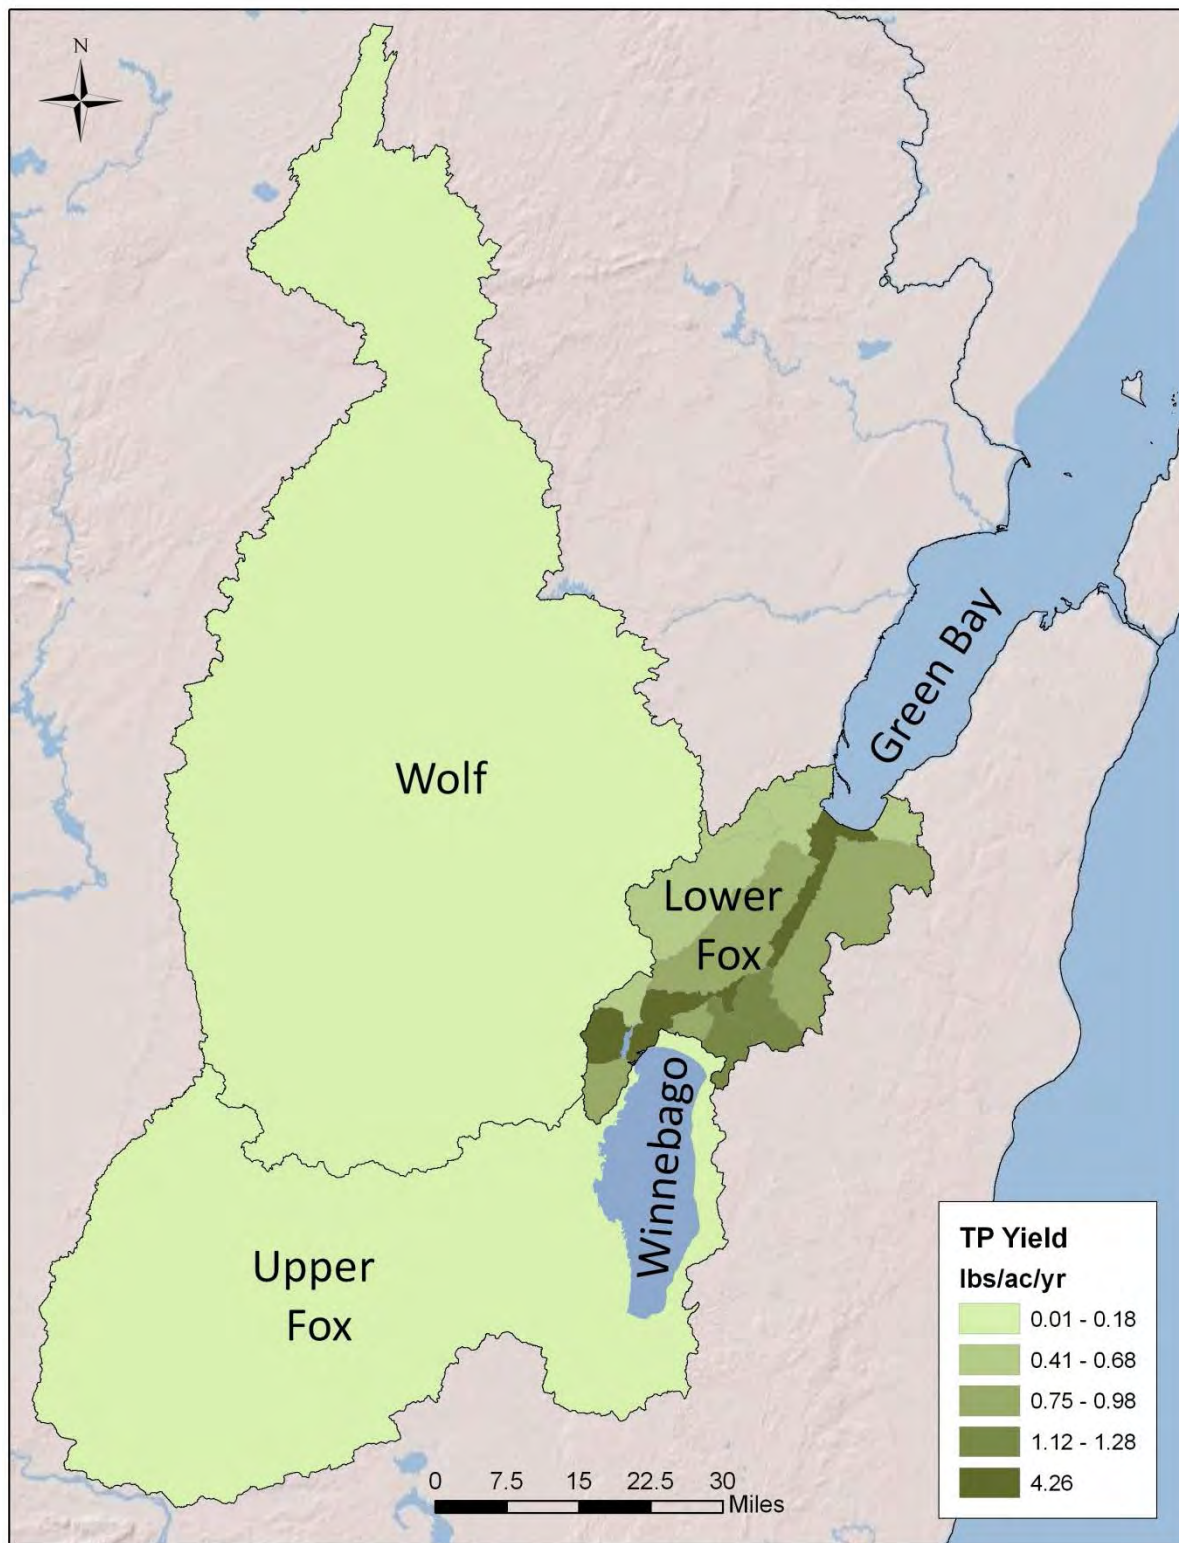 N
Green Bay
Wolf
Lower
Fox
Winnebago
Upper
Fox
TP Yield
lbs/ac/yr
0.01 - 0.18
0.41 - 0.68
0.75 - 0.98
1.12 - 1.28
4.26
0 7.5 15 22.5 30
Miles